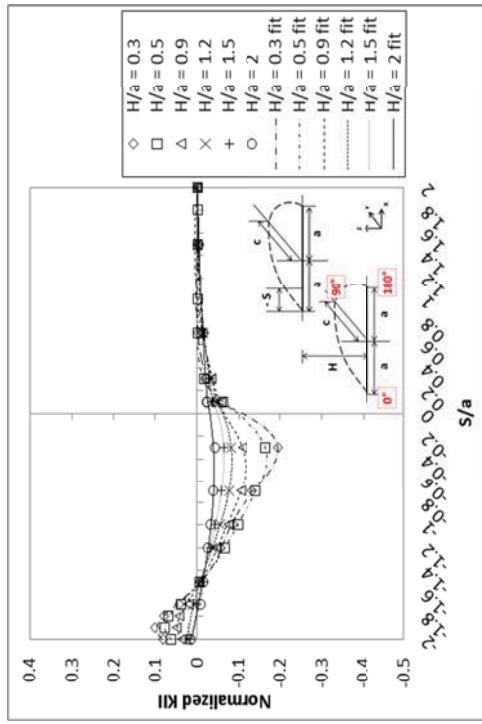 Normalized KII
0.4
0.3
0.2
0.1
0
-0.1
-0.2
-0.3
-0.4
-0.5
-2
-1.8
-1.6
-1.4
-1.2
-1
-0.8
-0.6
-0.4
-0.2
0
0.2
0.4
0.6
0.8
1
1.2
1.4
1.6
1.8
2
S/a
H/a = 0.3
H/a = 0.5
H/a = 0.9
H/a = 1.2
H/a = 1.5
H/a = 2
H/a = 0.3 fit
H/a = 0.5 fit
H/a = 0.9 fit
H/a = 1.2 fit
H/a = 1.5 fit
H/a = 2 fit
c
- S
a
a
90°
c
H
0°
a
a
180°
Z
Y
X